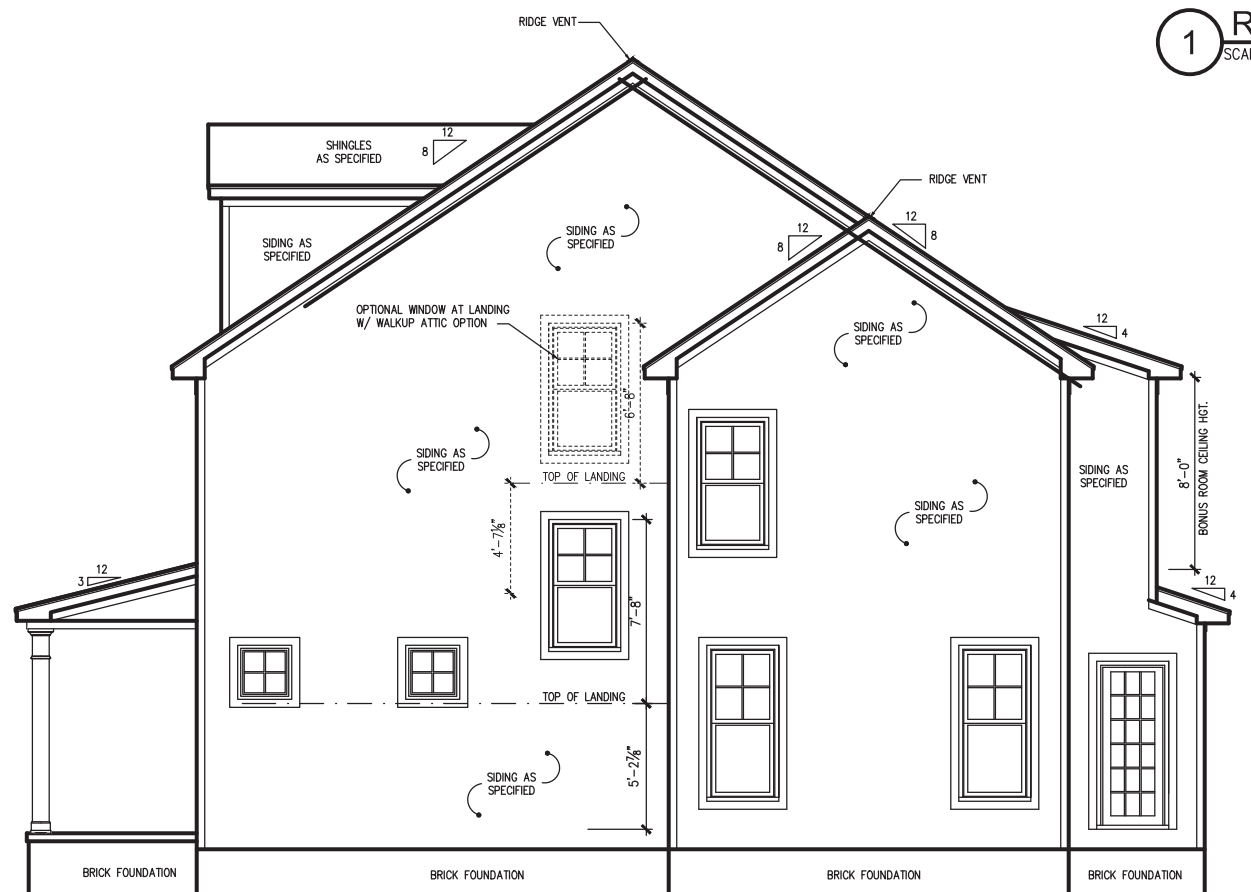 RIDGE VENT
1
R
SCAL
12
8
SHINGLES
AS SPECIFIED
RIDGE VENT
12
8
12
8
SIDING AS
SPECIFIED
SIDING AS
SPECIFIED
OPTIONAL WINDOW AT LANDING
W/ WALKUP ATTIC OPTION
SIDING AS
SPECIFIED
12
4
6'-8"
BONUS ROOM CEILING HGT.
8'-0"
SIDING AS
SPECIFIED
SIDING AS
SPECIFIED
TOP OF LANDING
SIDING AS
SPECIFIED
4'-7⅛"
12
3
12
4
7'-8"
TOP OF LANDING
5'-2⅞"
SIDING AS
SPECIFIED
BRICK FOUNDATION
BRICK FOUNDATION
BRICK FOUNDATION
BRICK FOUNDATION